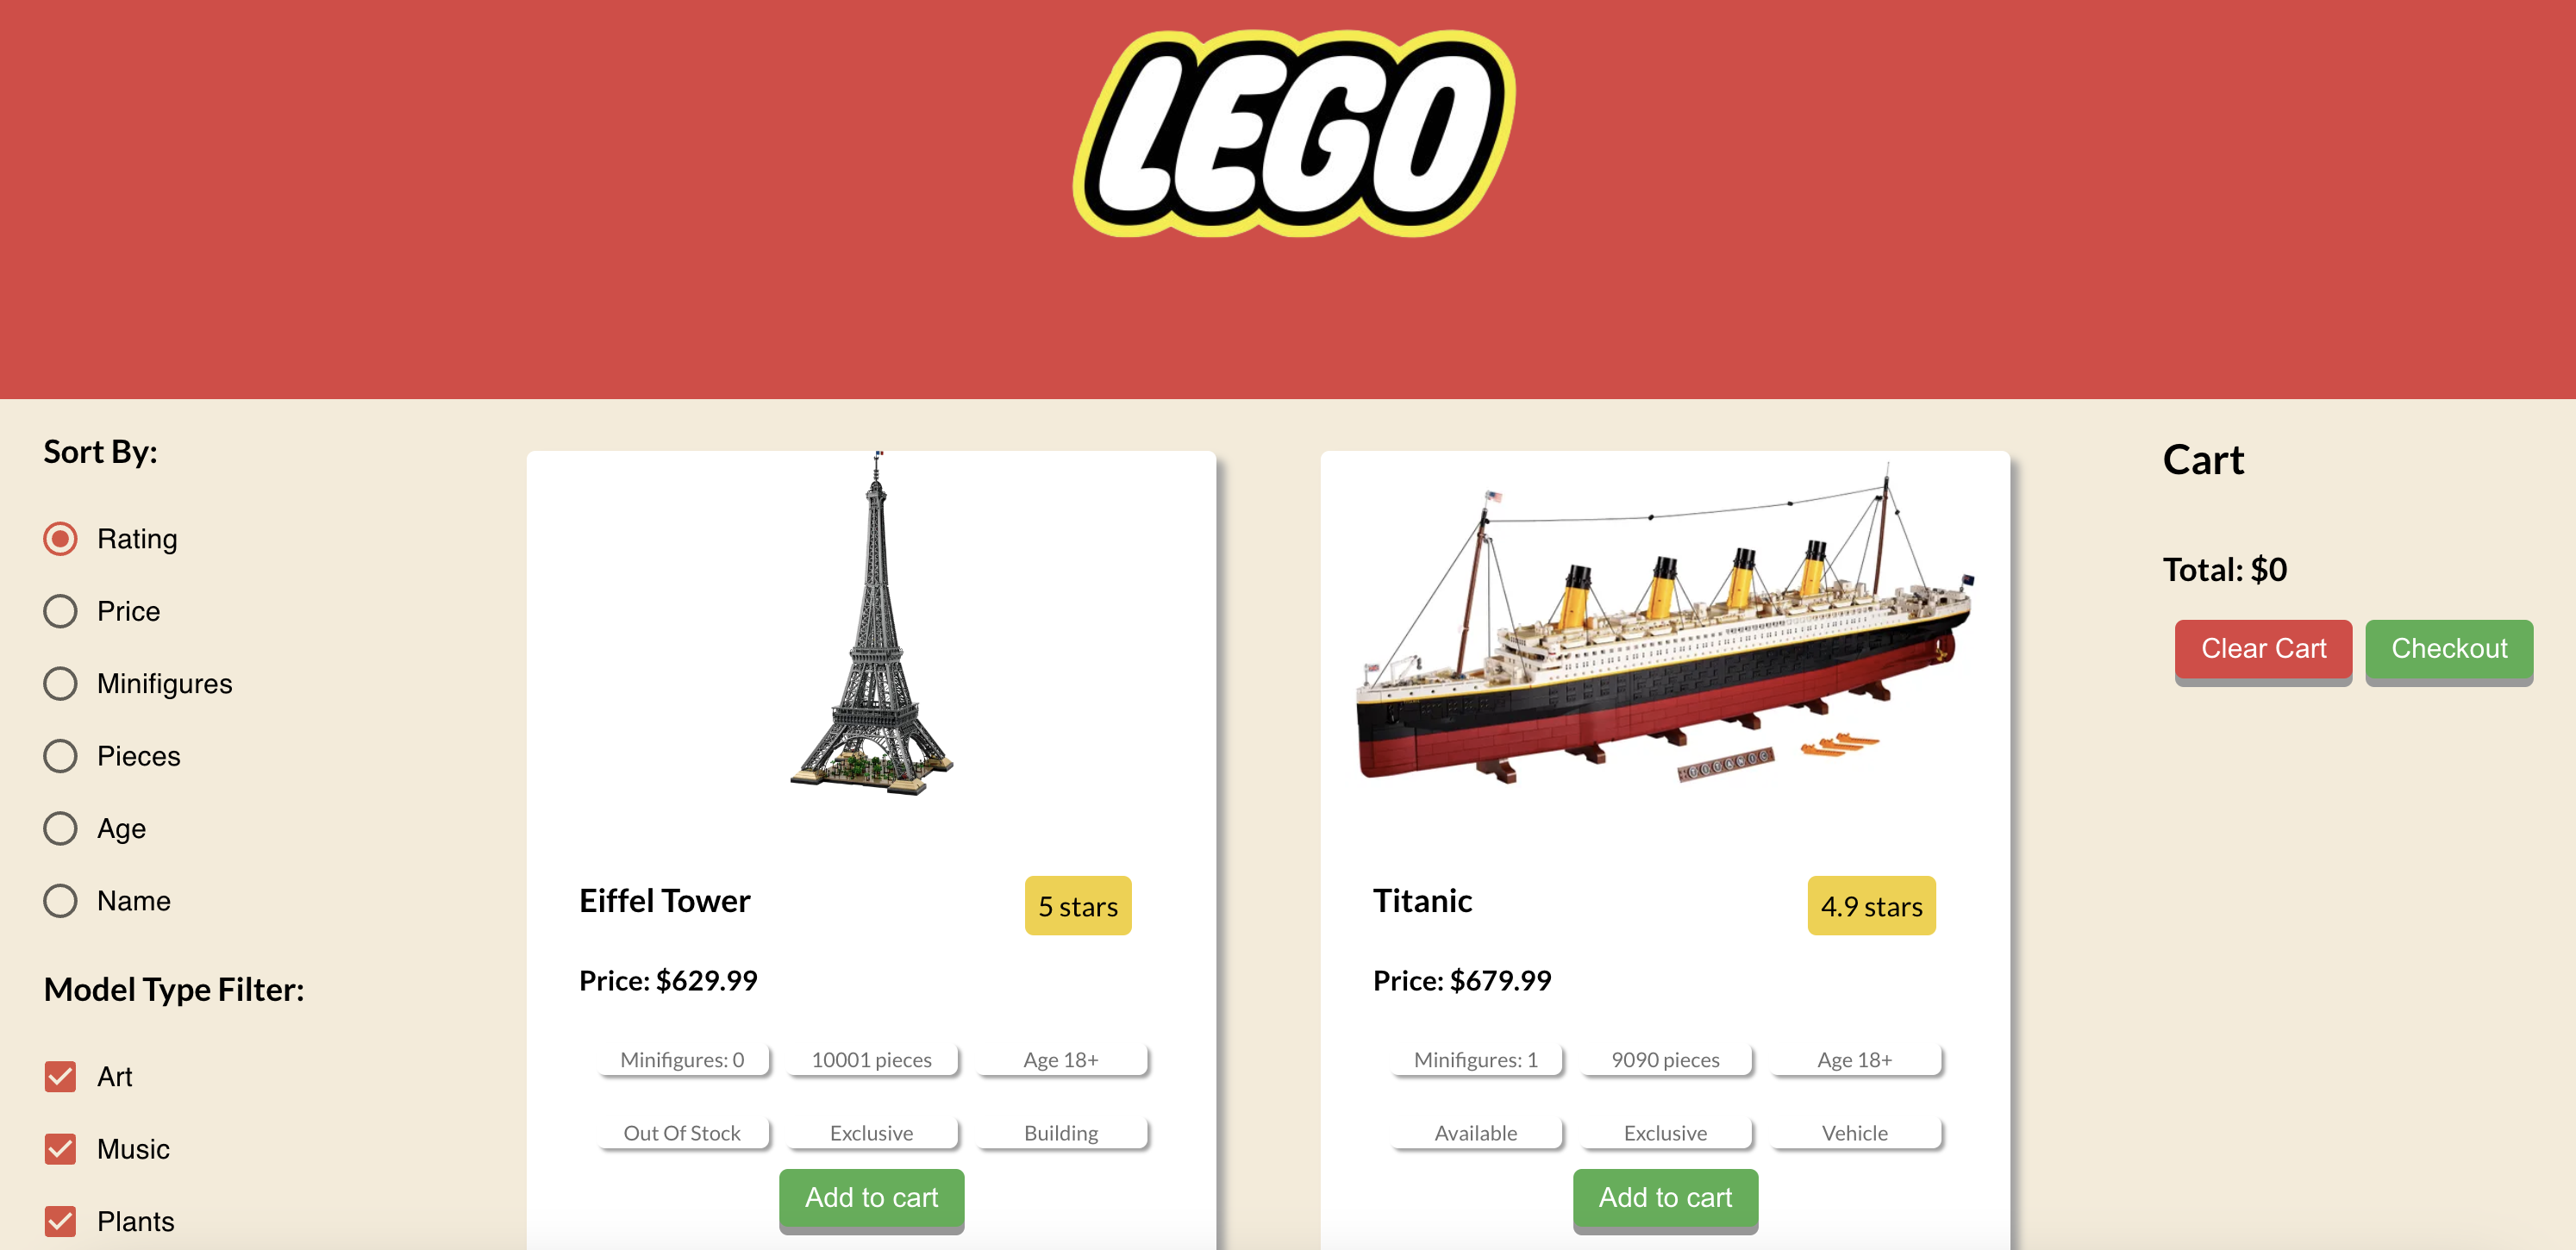 LEGO
Sort By:
Rating
Price
Minifigures
Pieces
Age
Name
Model Type Filter:
Art
Music
Plants
Eiffel Tower
5 stars
Price: $629.99
Minifigures: 0
10001 pieces
Age 18+
Out Of Stock
Exclusive
Building
Add to cart
TITANIC
Titanic
4.9 stars
Price: $679.99
Minifigures: 1
9090 pieces
Age 18+
Available
Exclusive
Vehicle
Add to cart
Cart
Total: $0
Clear Cart
Checkout